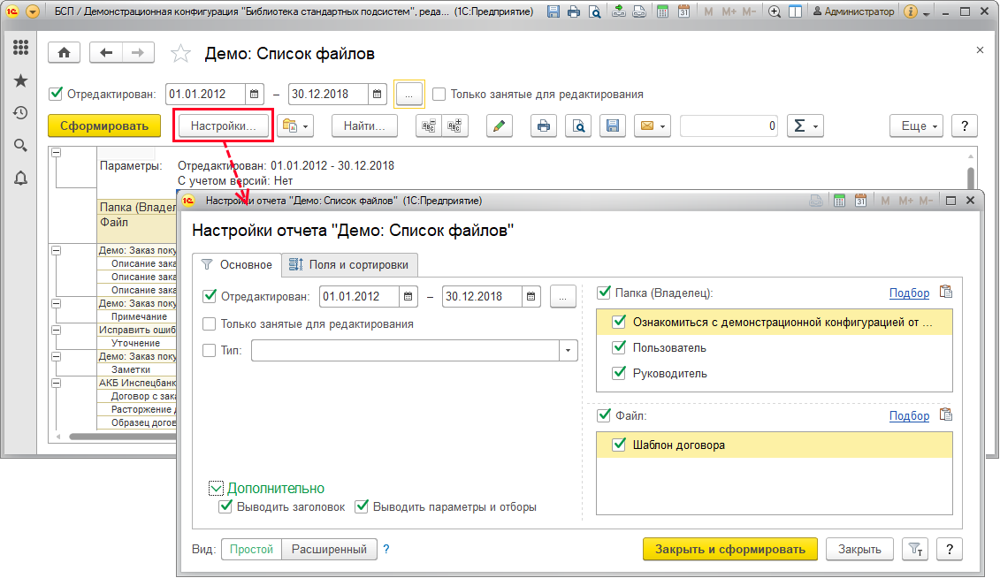 БСП / Демонстрационная конфигурация "Библиотека стандартных подсистем", реда... (1С:Предприятие) M M+ M- Администратор
Демо: Список файлов
Отредактирован: 01.01.2012 – 30.12.2018 ... Только занятые для редактирования
Сформировать Настройки... Найти... 0 Σ Еще ?
Параметры: Отредактирован: 01.01.2012 - 30.12.2018
С учетом версий: Нет
Папка (Владел
Файл
Демо: Заказ поку
Описание зака
Описание зака
Описание зака
Демо: Заказ поку
Примечание
Исправить ошиб
Уточнение
Демо: Заказ поку
Заметки
АКБ Инспецбанк
Договор с зака
Расторжение д
Образец догов
Настройки отчета "Демо: Список файлов" (1С:Предприятие) 31 M M+ M-
Настройки отчета "Демо: Список файлов"
Основное Поля и сортировки
Отредактирован: 01.01.2012 – 30.12.2018 ...
Только занятые для редактирования
Тип:
Папка (Владелец): Подбор
Ознакомиться с демонстрационной конфигурацией от ...
Пользователь
Руководитель
Файл: Подбор
Шаблон договора
Дополнительно
Выводить заголовок Выводить параметры и отборы
Вид: Простой Расширенный ? Закрыть и сформировать Закрыть ?